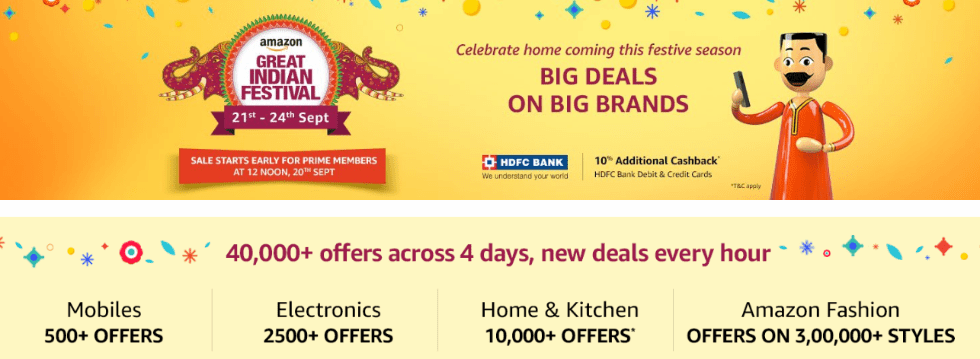 amazon
GREAT
INDIAN
FESTIVAL
21st - 24th Sept
SALE STARTS EARLY FOR PRIME MEMBERS
AT 12 NOON, 20TH SEPT
Celebrate home coming this festive season
BIG DEALS
ON BIG BRANDS
HDFC BANK
We understand your world
10% Additional Cashback*
HDFC Bank Debit & Credit Cards
*T&C apply
40,000+ offers across 4 days, new deals every hour
Mobiles
500+ OFFERS
Electronics
2500+ OFFERS
Home & Kitchen
10,000+ OFFERS*
Amazon Fashion
OFFERS ON 3,00,000+ STYLES